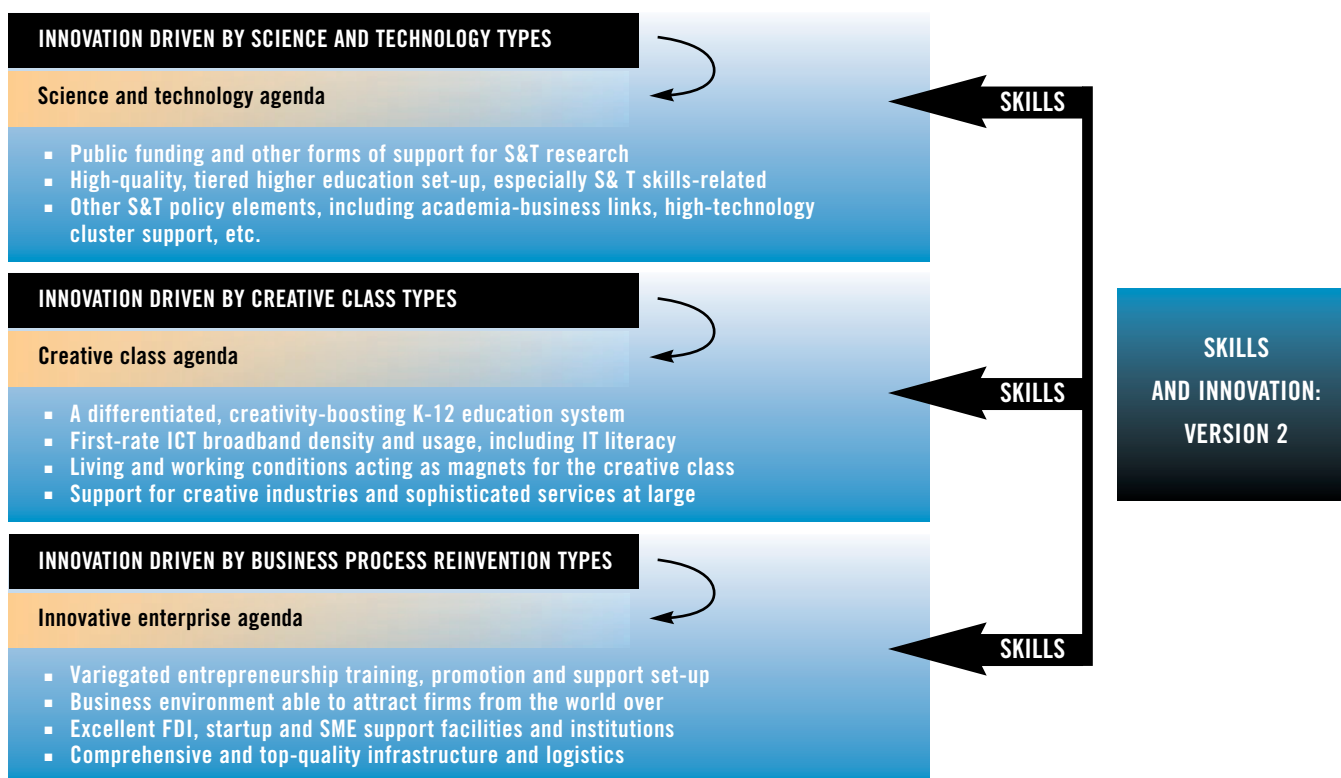 INNOVATION DRIVEN BY SCIENCE AND TECHNOLOGY TYPES
Science and technology agenda
▪ Public funding and other forms of support for S&T research
▪ High-quality, tiered higher education set-up, especially S& T skills-related
▪ Other S&T policy elements, including academia-business links, high-technology
cluster support, etc.
SKILLS
INNOVATION DRIVEN BY CREATIVE CLASS TYPES
Creative class agenda
▪ A differentiated, creativity-boosting K-12 education system
▪ First-rate ICT broadband density and usage, including IT literacy
▪ Living and working conditions acting as magnets for the creative class
▪ Support for creative industries and sophisticated services at large
SKILLS
INNOVATION DRIVEN BY BUSINESS PROCESS REINVENTION TYPES
Innovative enterprise agenda
▪ Variegated entrepreneurship training, promotion and support set-up
▪ Business environment able to attract firms from the world over
▪ Excellent FDI, startup and SME support facilities and institutions
▪ Comprehensive and top-quality infrastructure and logistics
SKILLS
SKILLS
AND INNOVATION:
VERSION 2